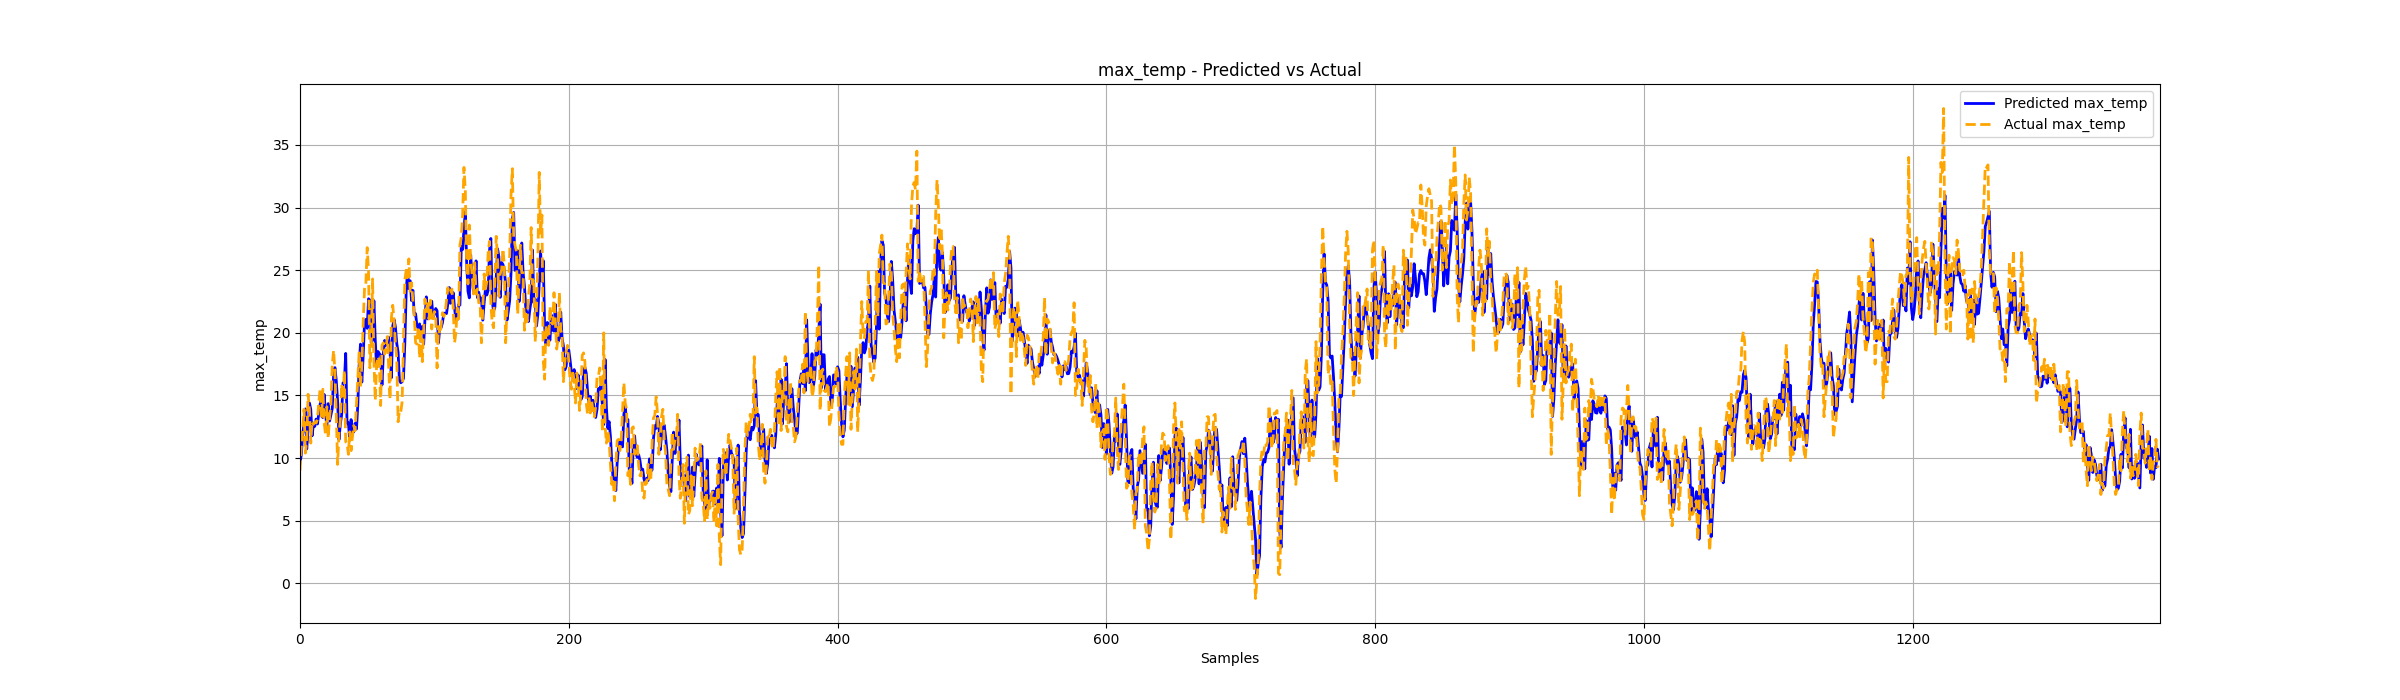 max_temp - Predicted vs Actual
Predicted max_temp
Actual max_temp
max_temp
35
30
25
20
15
10
5
0
0 200 400 600 800 1000 1200
Samples